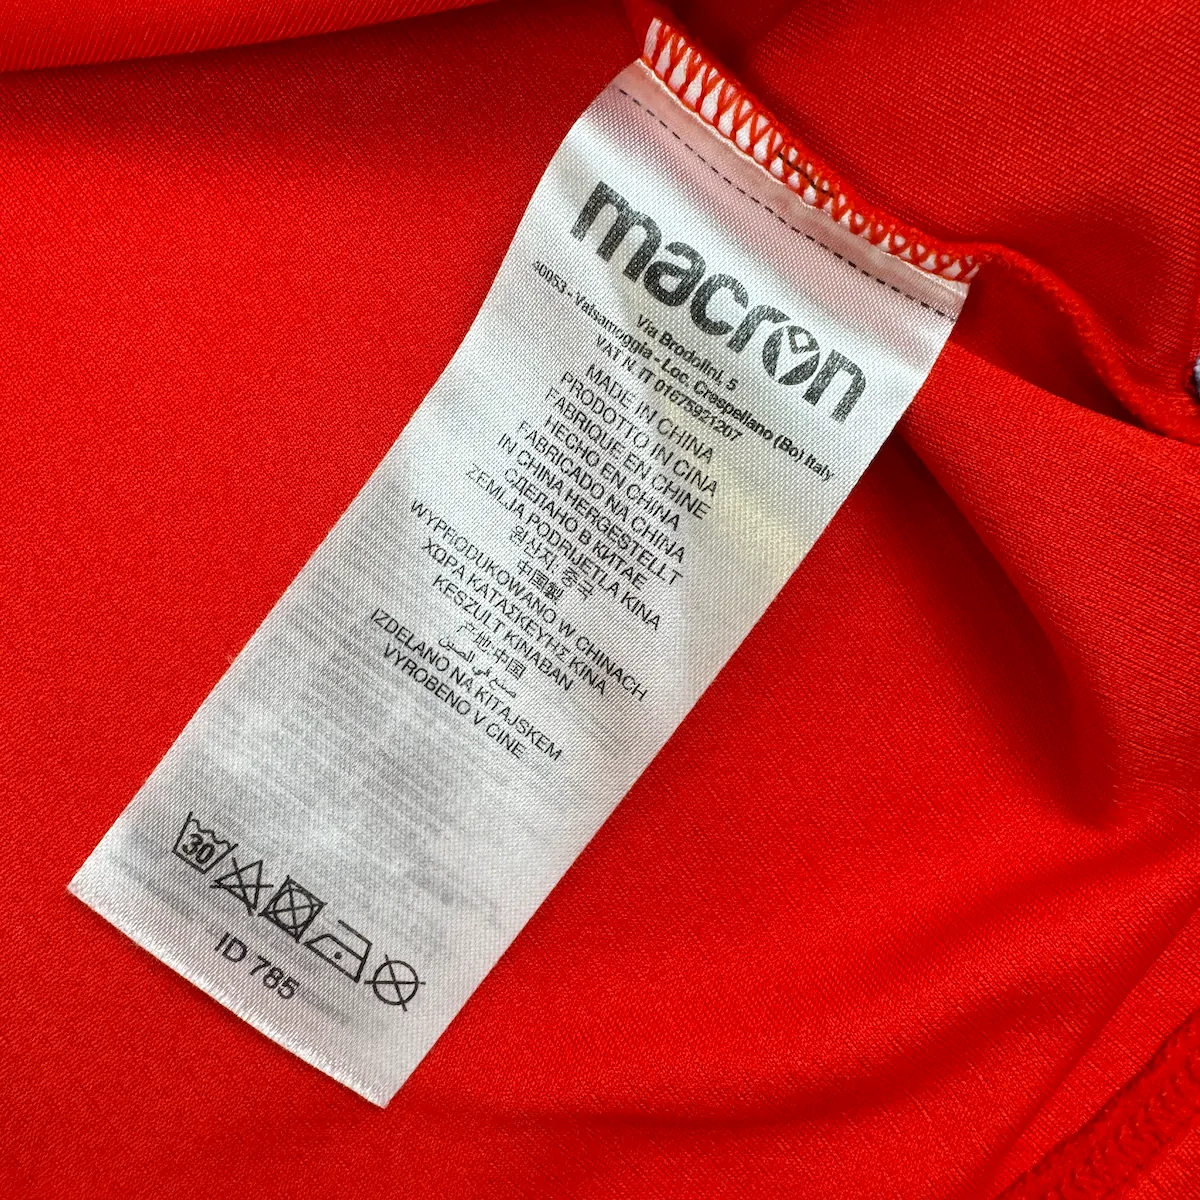 macron
Via Brodolini, 5
40053 - Valsamoggia - Loc. Crespellano (Bo) Italy
VAT N. IT 01675921207
MADE IN CHINA
PRODOTTO IN CINA
FABRIQUE EN CHINE
HECHO EN CHINA
FABRICADO NA CHINA
IN CHINA HERGESTELLT
СДЕЛАНО В КИТАЕ
ZEMLJA PODRIJETLA KINA
원산지 중국
中国製
WYPRODUKOWANO W CHINACH
ΧΩΡΑ ΚΑΤΑΣΚΕΥΗΣ ΚΙΝΑ
KESZULT KINABAN
产地:中国
صنع في الصين
IZDELANO NA KITAJSKEM
VYROBENO V CINE
30
ID 785